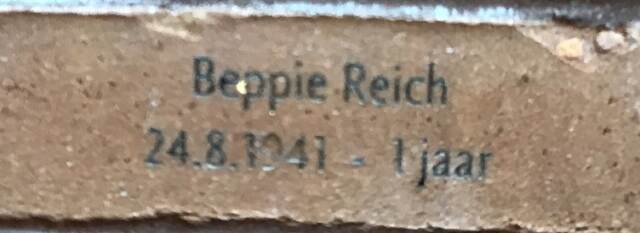 Beppie Reich
24.8.1941 - 1 jaar